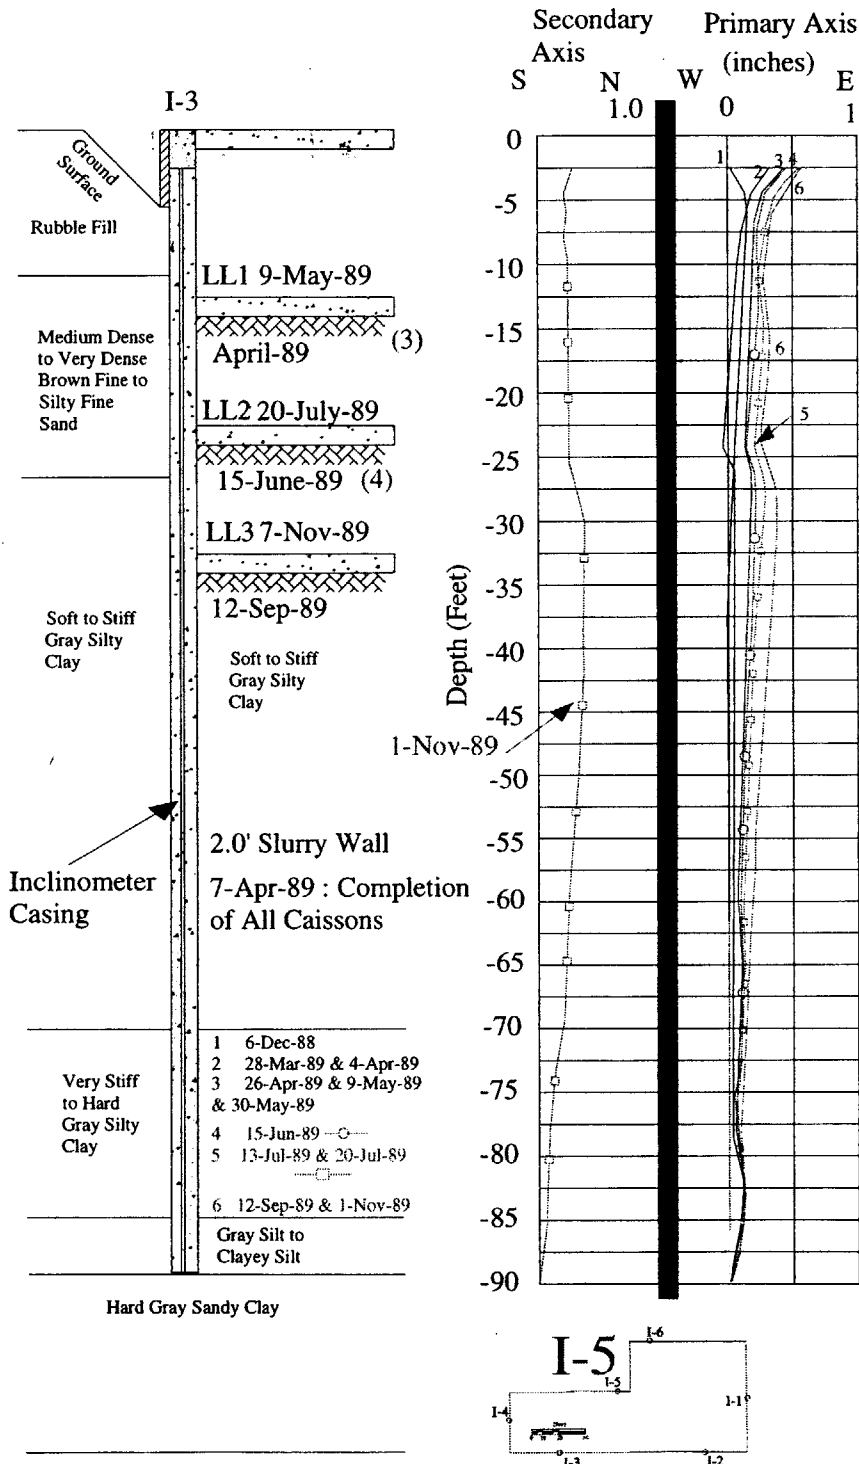 Secondary
Axis
Primary Axis
(inches)
S
N
W
E
1.0
0
1
I-3
Ground
Surface
Rubble Fill
LL1 9-May-89
April-89
(3)
Medium Dense
to Very Dense
Brown Fine to
Silty Fine
Sand
LL2 20-July-89
15-June-89
(4)
LL3 7-Nov-89
12-Sep-89
Soft to Stiff
Gray Silty
Clay
Soft to Stiff
Gray Silty
Clay
1-Nov-89
Inclinometer
Casing
2.0' Slurry Wall
7-Apr-89 : Completion
of All Caissons
Very Stiff
to Hard
Gray Silty
Clay
1 6-Dec-88
2 28-Mar-89 & 4-Apr-89
3 26-Apr-89 & 9-May-89
& 30-May-89
4 15-Jun-89
5 13-Jul-89 & 20-Jul-89
6 12-Sep-89 & 1-Nov-89
Gray Silt to
Clayey Silt
Hard Gray Sandy Clay
Depth (Feet)
0
-5
-10
-15
-20
-25
-30
-35
-40
-45
-50
-55
-60
-65
-70
-75
-80
-85
-90
1
2
3
4
6
6
5
I-5
I-6
I-5
I-1
I-4
I-3
I-2